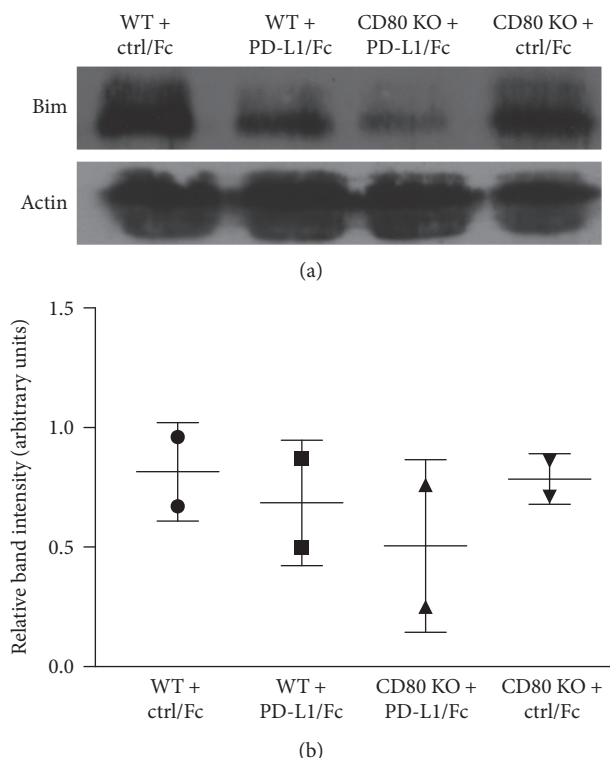 WT +
ctrl/Fc
WT +
PD-L1/Fc
CD80 KO +
PD-L1/Fc
CD80 KO +
ctrl/Fc
Bim
Actin
(a)
Relative band intensity (arbitrary units)
1.5
1.0
0.5
0.0
WT +
ctrl/Fc
WT +
PD-L1/Fc
CD80 KO +
PD-L1/Fc
CD80 KO +
ctrl/Fc
(b)